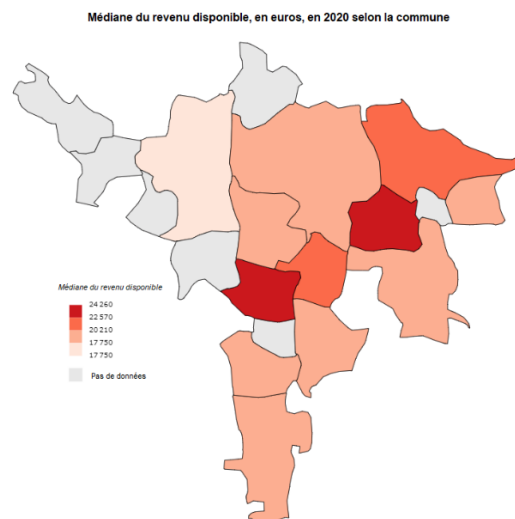 Médiane du revenu disponible, en euros, en 2020 selon la commune
Médiane du revenu disponible
24 260
22 570
20 210
17 750
17 750
Pas de données